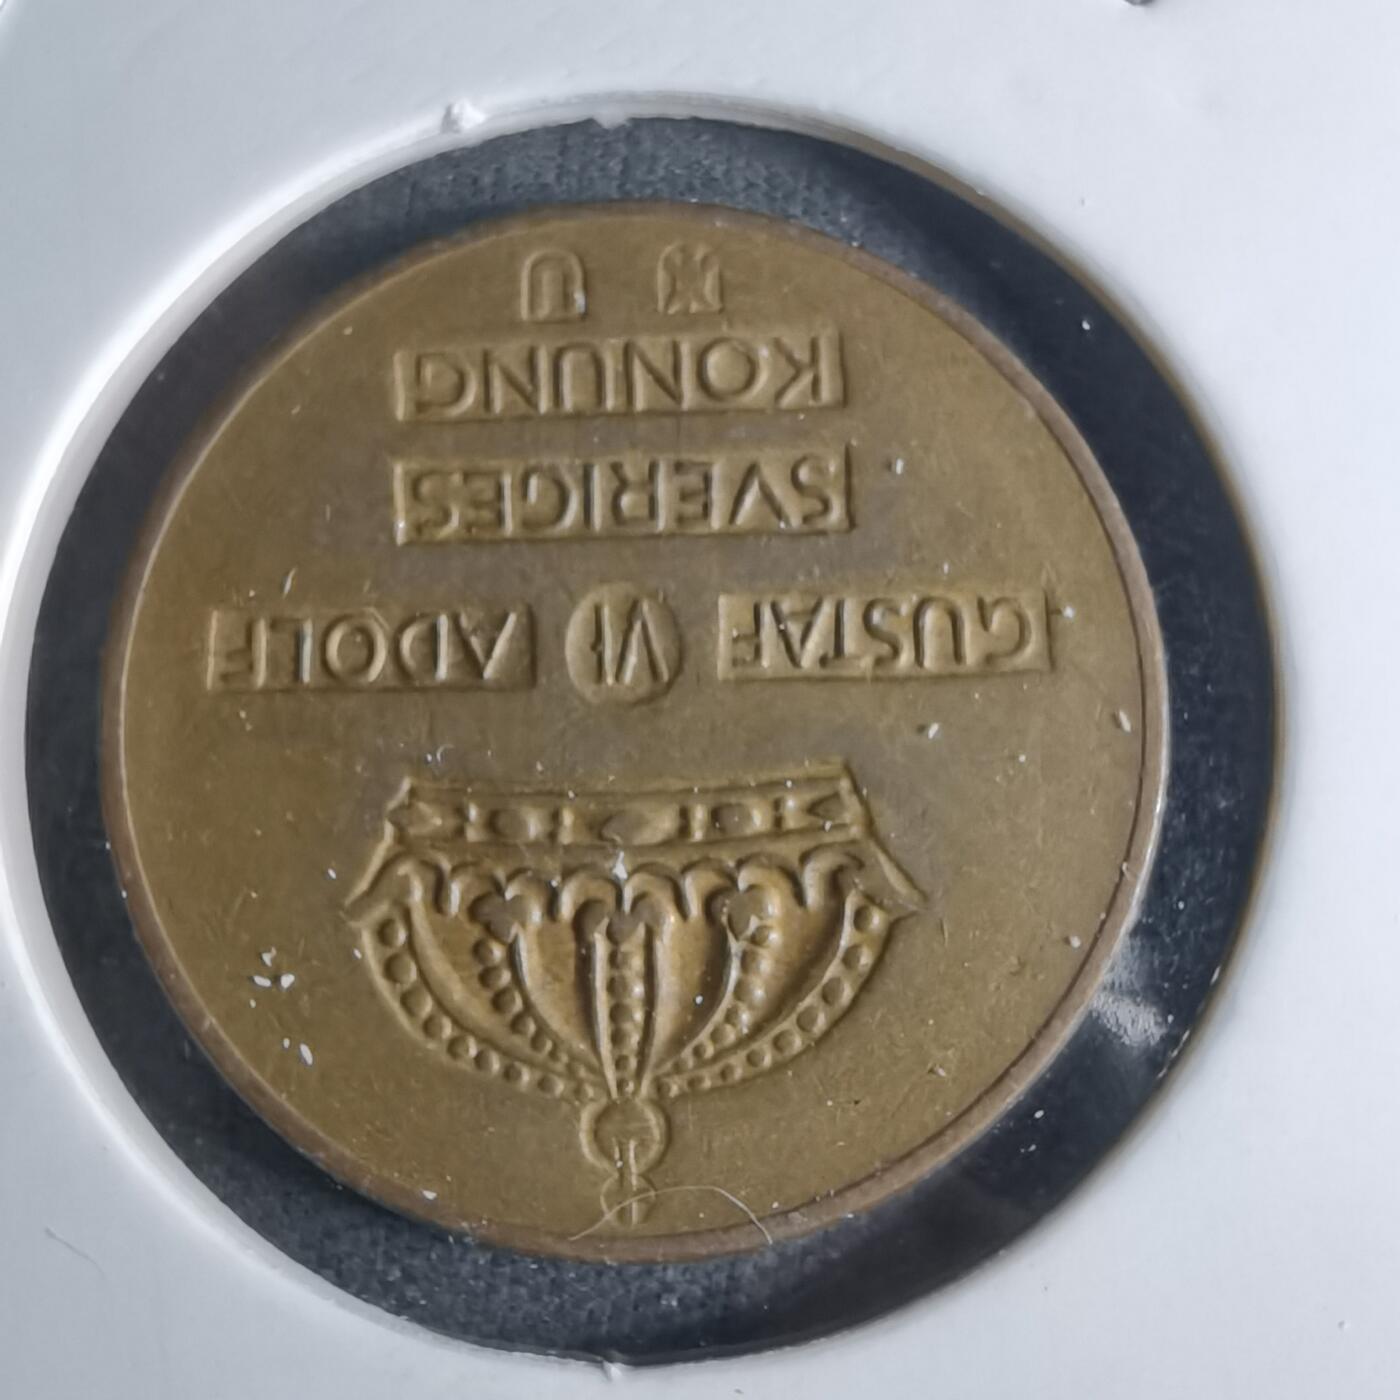 GUSTAF VI ADOLF
SVERIGES
KONUNG
U